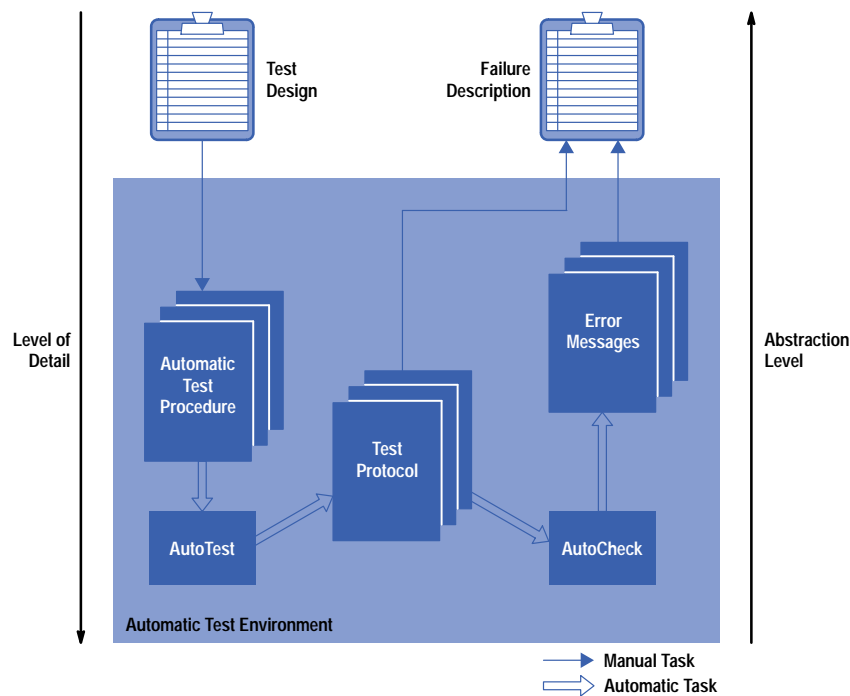 Test
Design
Failure
Description
Level of
Detail
Automatic
Test
Procedure
Test
Protocol
Error
Messages
Abstraction
Level
AutoTest
AutoCheck
Automatic Test Environment
Manual Task
Automatic Task